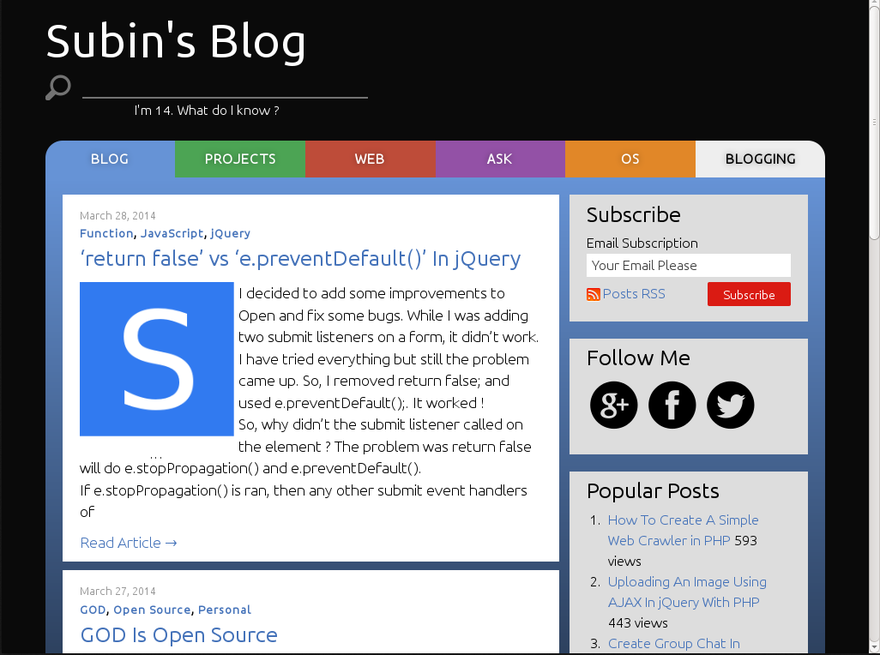 Subin's Blog
I'm 14. What do I know ?
BLOG PROJECTS WEB ASK OS BLOGGING
March 28, 2014
Function, JavaScript, jQuery
‘return false’ vs ‘e.preventDefault()’ In jQuery
S
I decided to add some improvements to
Open and fix some bugs. While I was adding
two submit listeners on a form, it didn’t work.
I have tried everything but still the problem
came up. So, I removed return false; and
used e.preventDefault();. It worked !
So, why didn’t the submit listener called on
the element ? The problem was return false
will do e.stopPropagation() and e.preventDefault().
If e.stopPropagation() is ran, then any other submit event handlers
of
...
Read Article →
March 27, 2014
GOD, Open Source, Personal
GOD Is Open Source
Subscribe
Email Subscription
Your Email Please
Posts RSS Subscribe
Follow Me
g+ f
Popular Posts
1. How To Create A Simple
Web Crawler in PHP 593
views
2. Uploading An Image Using
AJAX In jQuery With PHP
443 views
3. Create Group Chat In